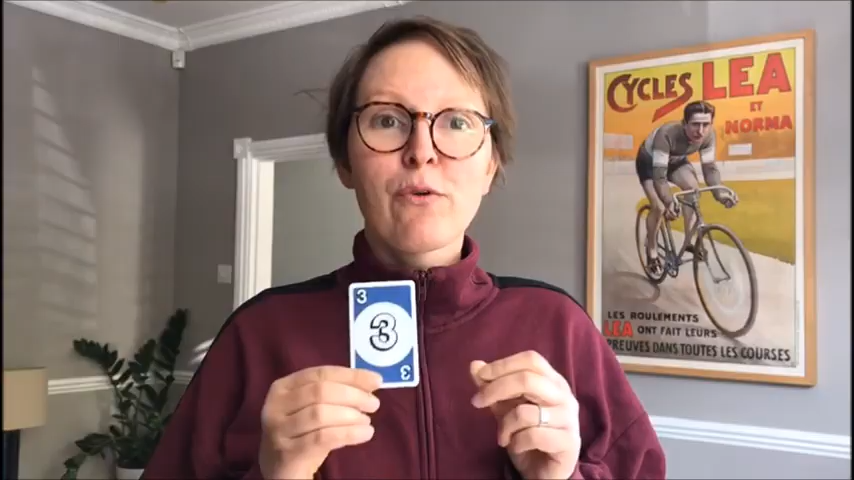 3
3
3
CYCLES LEA
ET
NORMA
LES ROULEMENTS
LEA ONT FAIT LEURS
PREUVES DANS TOUTES LES COURSES